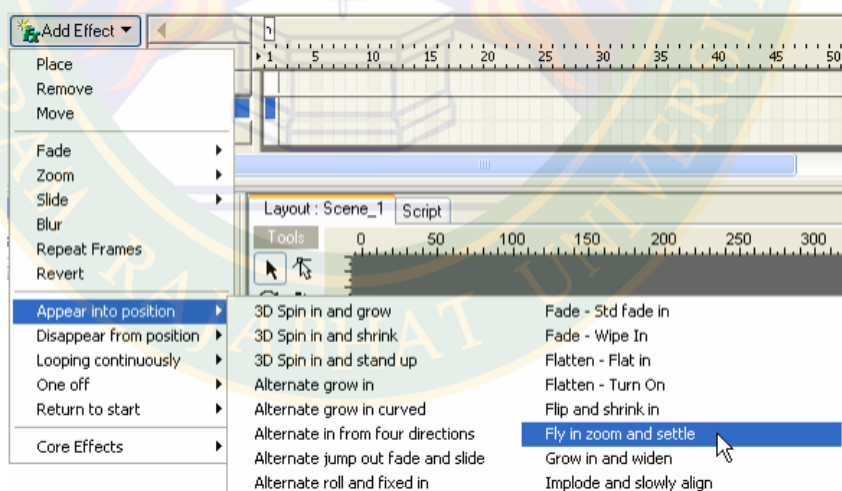 Add Effect
Place
Remove
Move
Fade
Zoom
Slide
Blur
Repeat Frames
Revert
Appear into position
Disappear from position
Looping continuously
One off
Return to start
Core Effects
1 5 10 15 20 25 30 35 40 45 50
Layout : Scene_1 Script
Tools
0 50 100 150 200 250 300
3D Spin in and grow
3D Spin in and shrink
3D Spin in and stand up
Alternate grow in
Alternate grow in curved
Alternate in from four directions
Alternate jump out fade and slide
Alternate roll and fixed in
Fade - Std fade in
Fade - Wipe In
Flatten - Flat in
Flatten - Turn On
Flip and shrink in
Fly in zoom and settle
Grow in and widen
Implode and slowly align
RAJABHAT UNIVER